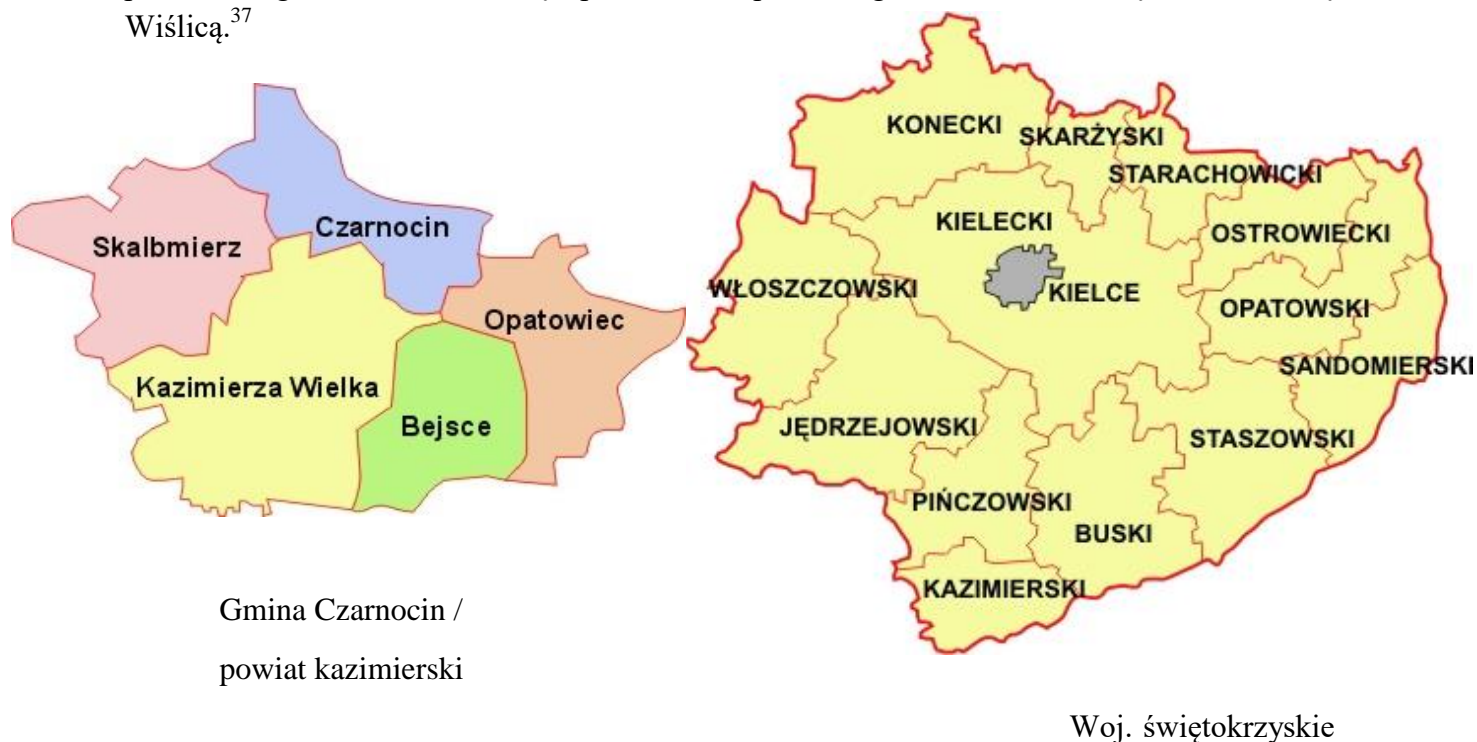 Wiślicą.37
Czarnocin
Skalbmierz
Opatowiec
Kazimierza Wielka
Bejsce
Gmina Czarnocin /
powiat kazimierski
KONECKI
SKARŻYSKI
STARACHOWICKI
KIELECKI
OSTROWIECKI
WŁOSZCZOWSKI
KIELCE
OPATOWSKI
SANDOMIERSKI
JĘDRZEJOWSKI
STASZOWSKI
PIŃCZOWSKI
BUSKI
KAZIMIERSKI
Woj. świętokrzyskie